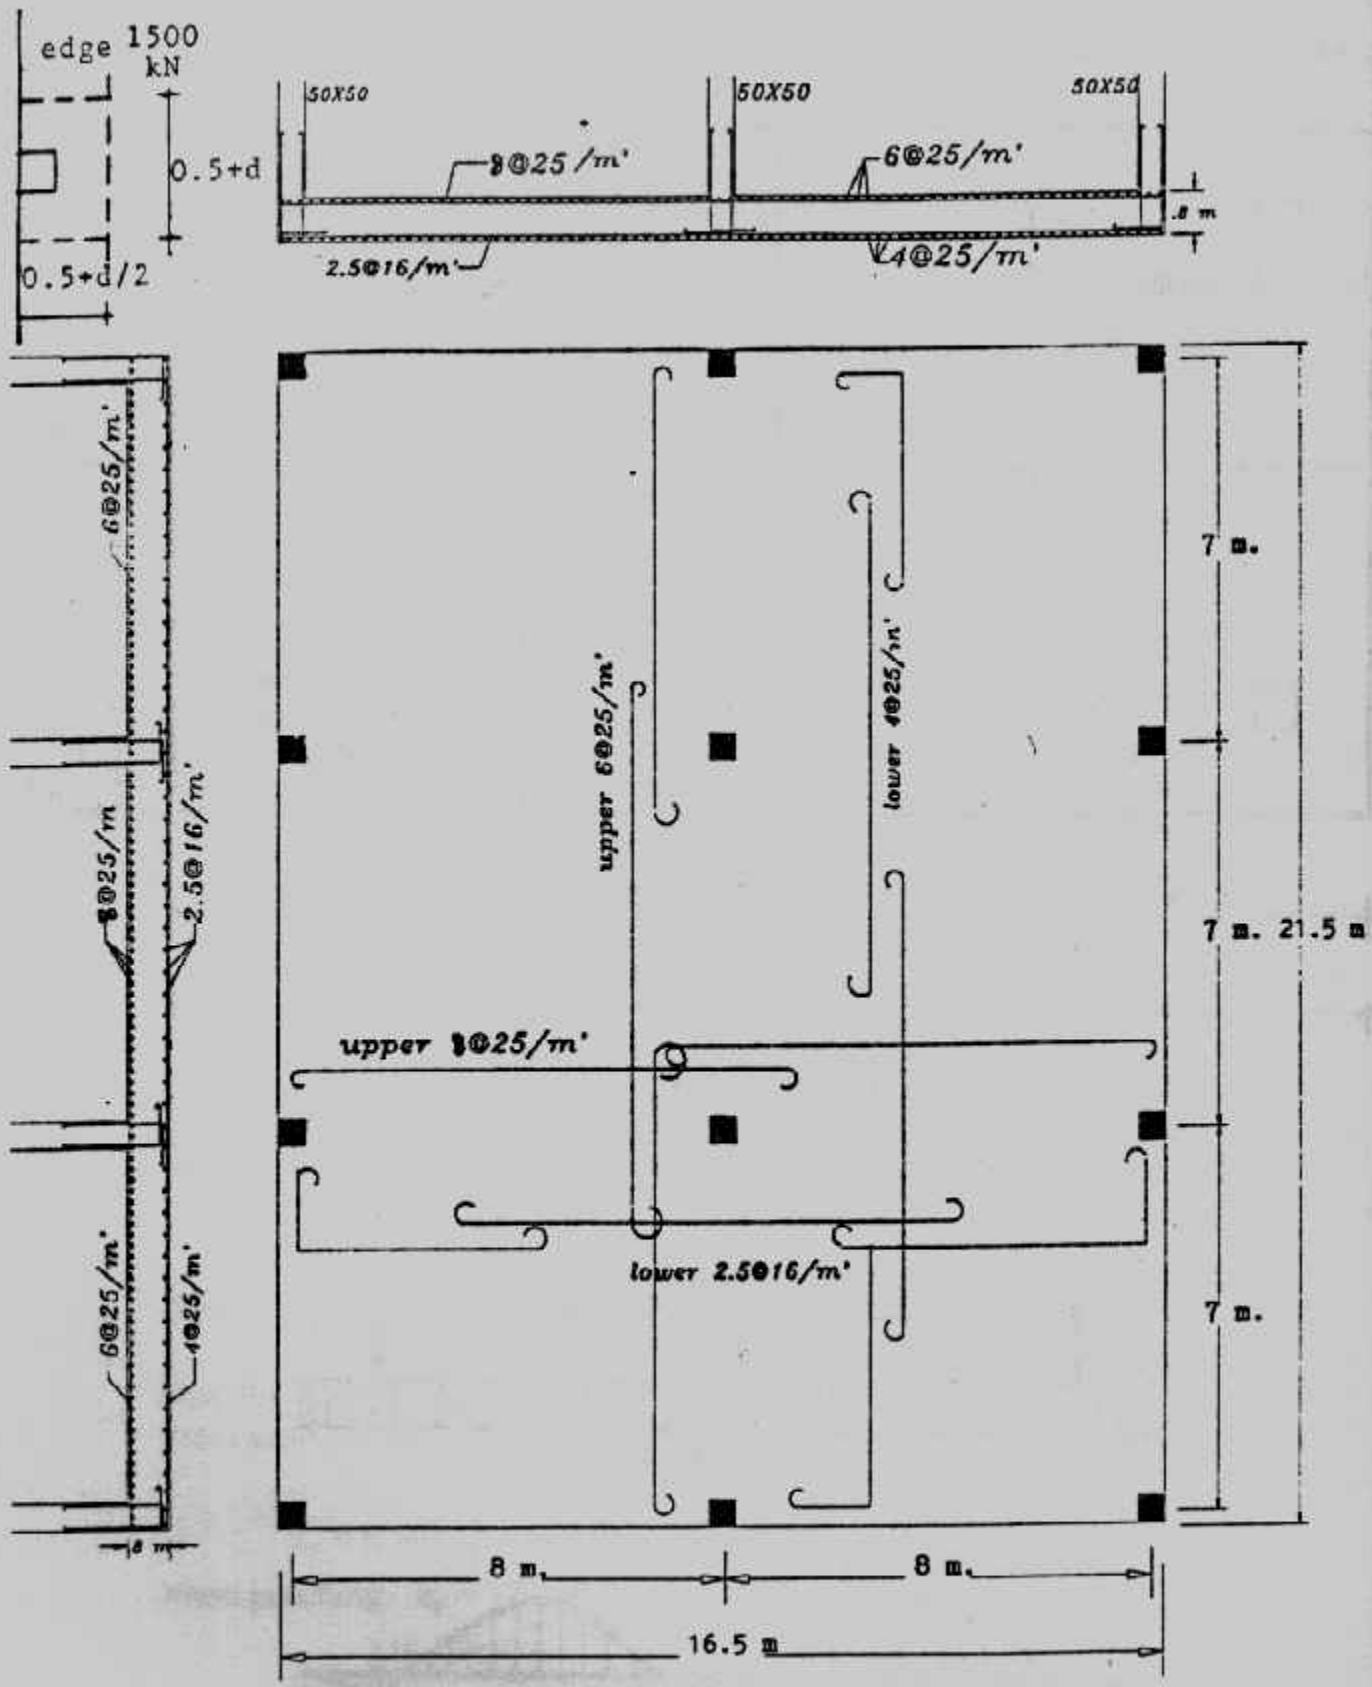 edge 1500
kN
50X50
50X50
50X50
0.5+d
8@25/m'
6@25/m'
.8 m
0.5+d/2
2.5@16/m'
4@25/m'
6@25/m'
7 m.
upper 6@25/m'
lower 4@25/m'
8@25/m
2.5@16/m'
7 m.
21.5 m
upper 8@25/m'
lower 2.5@16/m'
6@25/m'
4@25/m'
7 m.
8 m.
8 m.
16.5 m